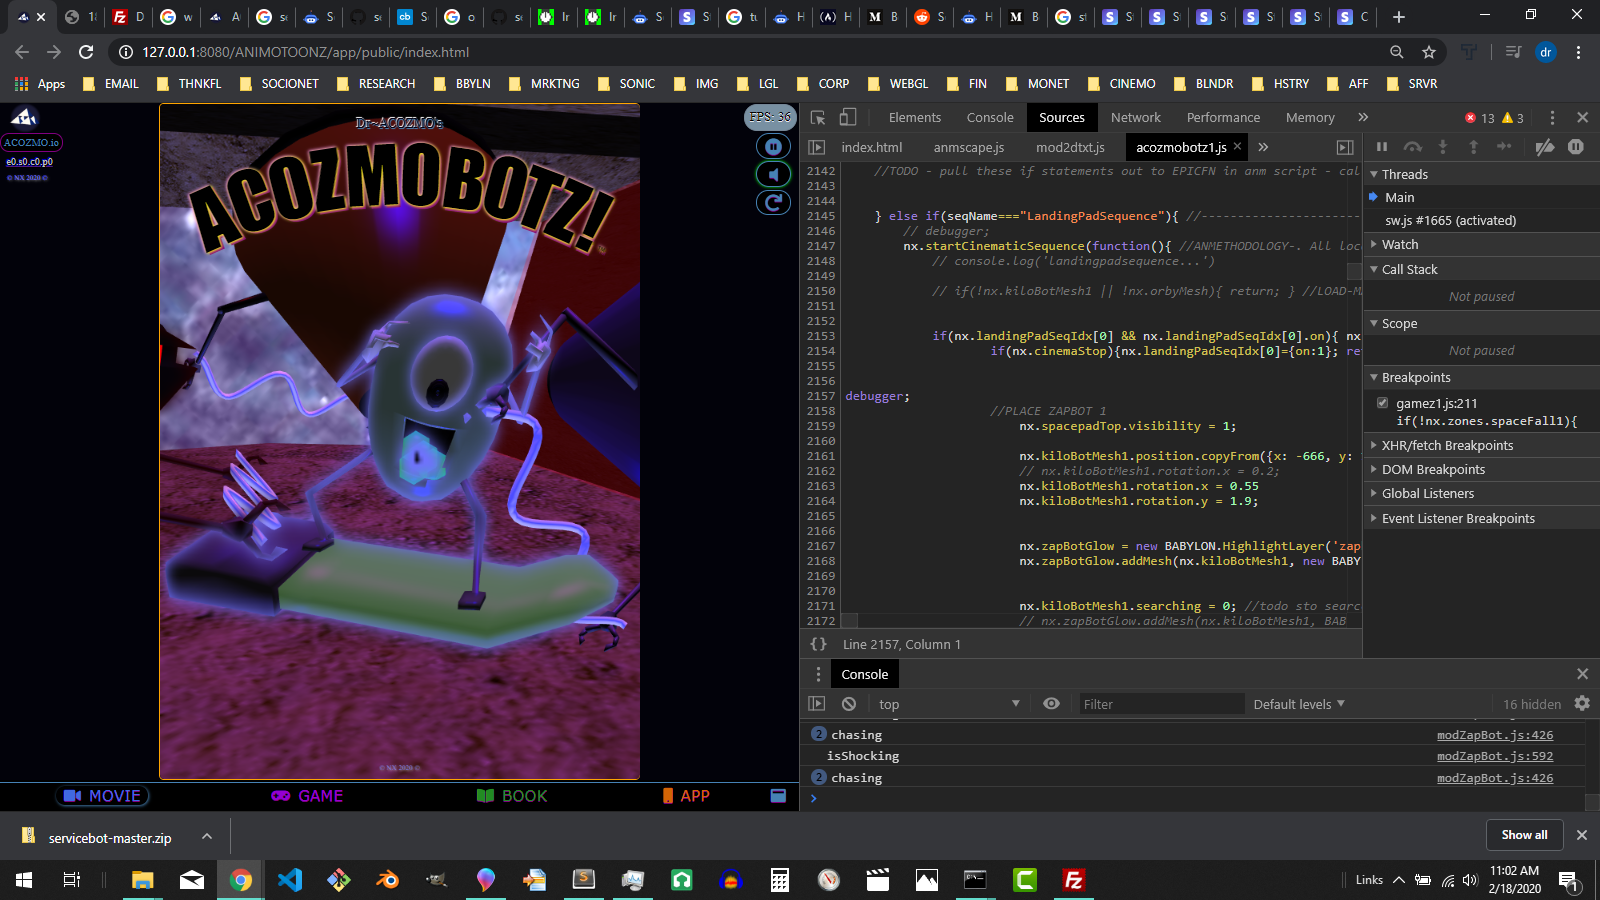 1
D
w
A
se
S
se
S
o
se
Ir
Ir
S
S
tu
H
H
B
S
H
B
st
S
S
S
S
S
C
127.0.0.1:8080/ANIMOTOONZ/app/public/index.html
dr
Apps EMAIL THNKFL SOCIONET RESEARCH BBYLN MRKTNG SONIC IMG LGL CORP WEBGL FIN MONET CINEMO BLNDR HSTRY AFF SRVR
ACOZMO.io
e0.s0.c0.p0
© NX 2020 ©
Dr~ACOZMO's
ACOZMOBOTZ!
FPS: 36
© NX 2020 ©
MOVIE GAME BOOK APP
Elements Console Sources Network Performance Memory » 13 3
index.html anmscape.js mod2dtxt.js acozmobotz1.js × »
2142 //TODO - pull these if statements out to EPICFN in anm script - cal
2143
2144
2145 } else if(seqName==="LandingPadSequence"){ //----------------------
2146 // debugger;
2147 nx.startCinematicSequence(function(){ //ANMETHODOLOGY-. All loc
2148 // console.log('landingpadsequence...')
2149
2150 // if(!nx.kiloBotMesh1 || !nx.orbyMesh){ return; } //LOAD-M
2151
2152
2153 if(nx.landingPadSeqIdx[0] && nx.landingPadSeqIdx[0].on){ nx
2154 if(nx.cinemaStop){nx.landingPadSeqIdx[0]={on:1}; re
2155
2156
2157 debugger;
2158 //PLACE ZAPBOT 1
2159 nx.spacepadTop.visibility = 1;
2160
2161 nx.kiloBotMesh1.position.copyFrom({x: -666, y:
2162 // nx.kiloBotMesh1.rotation.x = 0.2;
2163 nx.kiloBotMesh1.rotation.x = 0.55
2164 nx.kiloBotMesh1.rotation.y = 1.9;
2165
2166
2167 nx.zapBotGlow = new BABYLON.HighlightLayer('zap
2168 nx.zapBotGlow.addMesh(nx.kiloBotMesh1, new BABY
2169
2170
2171 nx.kiloBotMesh1.searching = 0; //todo sto searc
2172 // nx.zapBotGlow.addMesh(nx.kiloBotMesh1, BAB
{} Line 2157, Column 1
Threads
Main
sw.js #1665 (activated)
Watch
Call Stack
Not paused
Scope
Not paused
Breakpoints
gamez1.js:211
if(!nx.zones.spaceFall1){
XHR/fetch Breakpoints
DOM Breakpoints
Global Listeners
Event Listener Breakpoints
Console
top Filter Default levels 16 hidden
2 chasing modZapBot.js:426
isShocking modZapBot.js:592
2 chasing modZapBot.js:426
servicebot-master.zip
Show all
Links
11:02 AM
2/18/2020
1